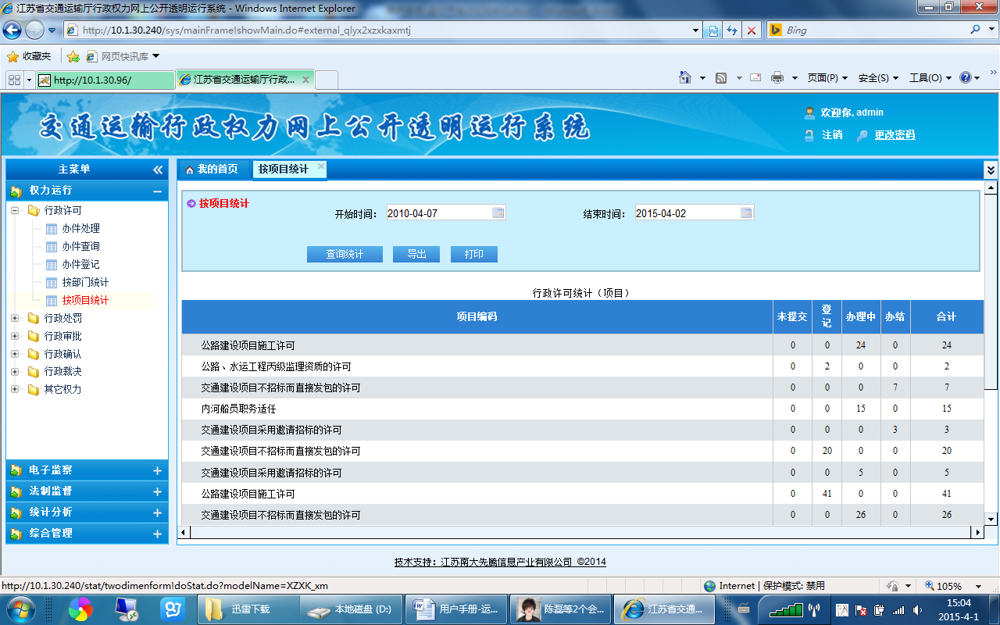 江苏省交通运输厅行政权力网上公开透明运行系统 - Windows Internet Explorer
http://10.1.30.240/sys/mainFrame!showMain.do#external_qlyx2xzxkaxmtj
Bing
收藏夹 网页快讯库
http://10.1.30.96/ 江苏省交通运输厅行政... 页面(P) 安全(S) 工具(O)
交通运输行政权力网上公开透明运行系统
欢迎你, admin
注销 更改密码
主菜单
权力运行
行政许可
办件处理
办件查询
办件登记
按部门统计
按项目统计
行政处罚
行政审批
行政确认
行政裁决
其它权力
电子监察
法制监督
统计分析
综合管理
我的首页 按项目统计
按项目统计
开始时间: 2010-04-07 结束时间: 2015-04-02
查询统计 导出 打印
行政许可统计（项目）
项目编码 未提交 登记 办理中 办结 合计
公路建设项目施工许可 0 0 24 0 24
公路、水运工程丙级监理资质的许可 0 2 0 0 2
交通建设项目不招标而直接发包的许可 0 0 0 7 7
内河船员职务适任 0 0 15 0 15
交通建设项目采用邀请招标的许可 0 0 0 3 3
交通建设项目不招标而直接发包的许可 0 20 0 0 20
交通建设项目采用邀请招标的许可 0 0 5 0 5
公路建设项目施工许可 0 41 0 0 41
交通建设项目不招标而直接发包的许可 0 0 26 0 26
技术支持：江苏南大先腾信息产业有限公司 ©2014
http://10.1.30.240/stat/twodimenform!doStat.do?modelName=XZXK_xm
Internet | 保护模式: 禁用 105%
迅雷下载 本地磁盘 (D:) 用户手册-运... 陈磊等2个会... 江苏省交通...
15:04
2015-4-1